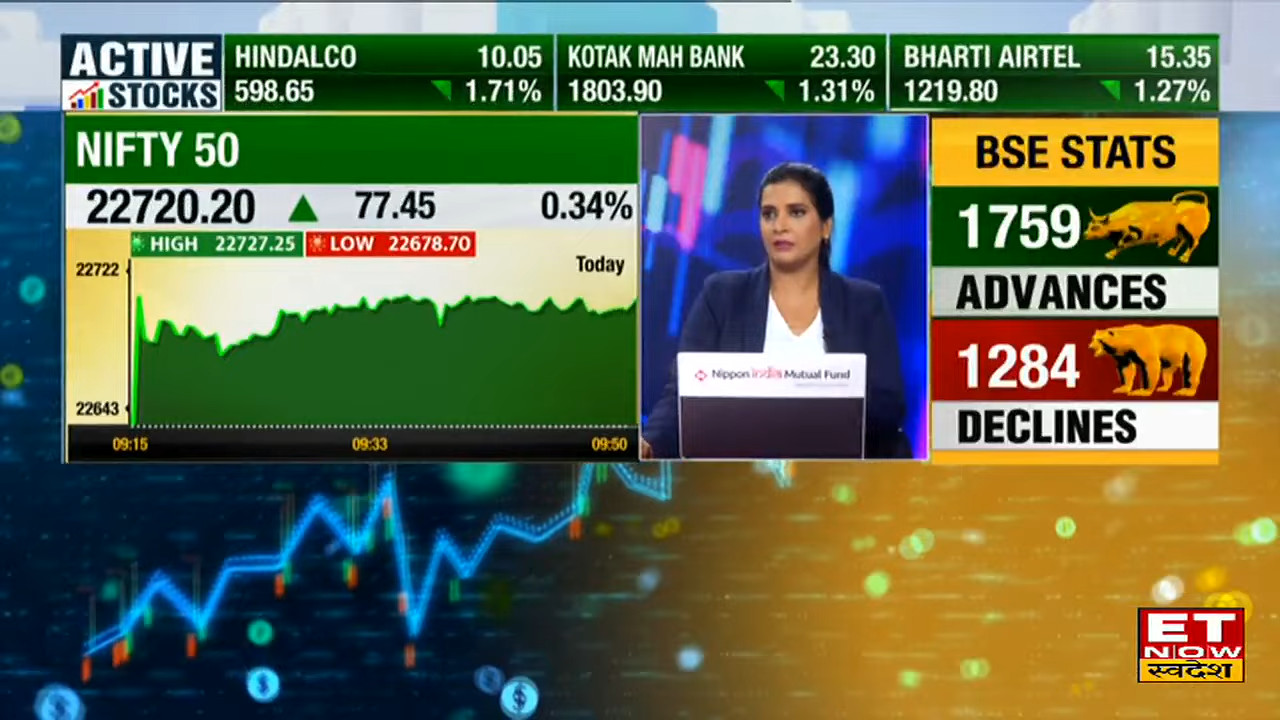 ACTIVE
STOCKS
HINDALCO 10.05
598.65 1.71%
KOTAK MAH BANK 23.30
1803.90 1.31%
BHARTI AIRTEL 15.35
1219.80 1.27%
NIFTY 50
22720.20 77.45 0.34%
HIGH 22727.25 LOW 22678.70
Today
22722
22643
09:15 09:33 09:50
Nippon india Mutual Fund
BSE STATS
1759
ADVANCES
1284
DECLINES
ET
NOW
स्वदेश